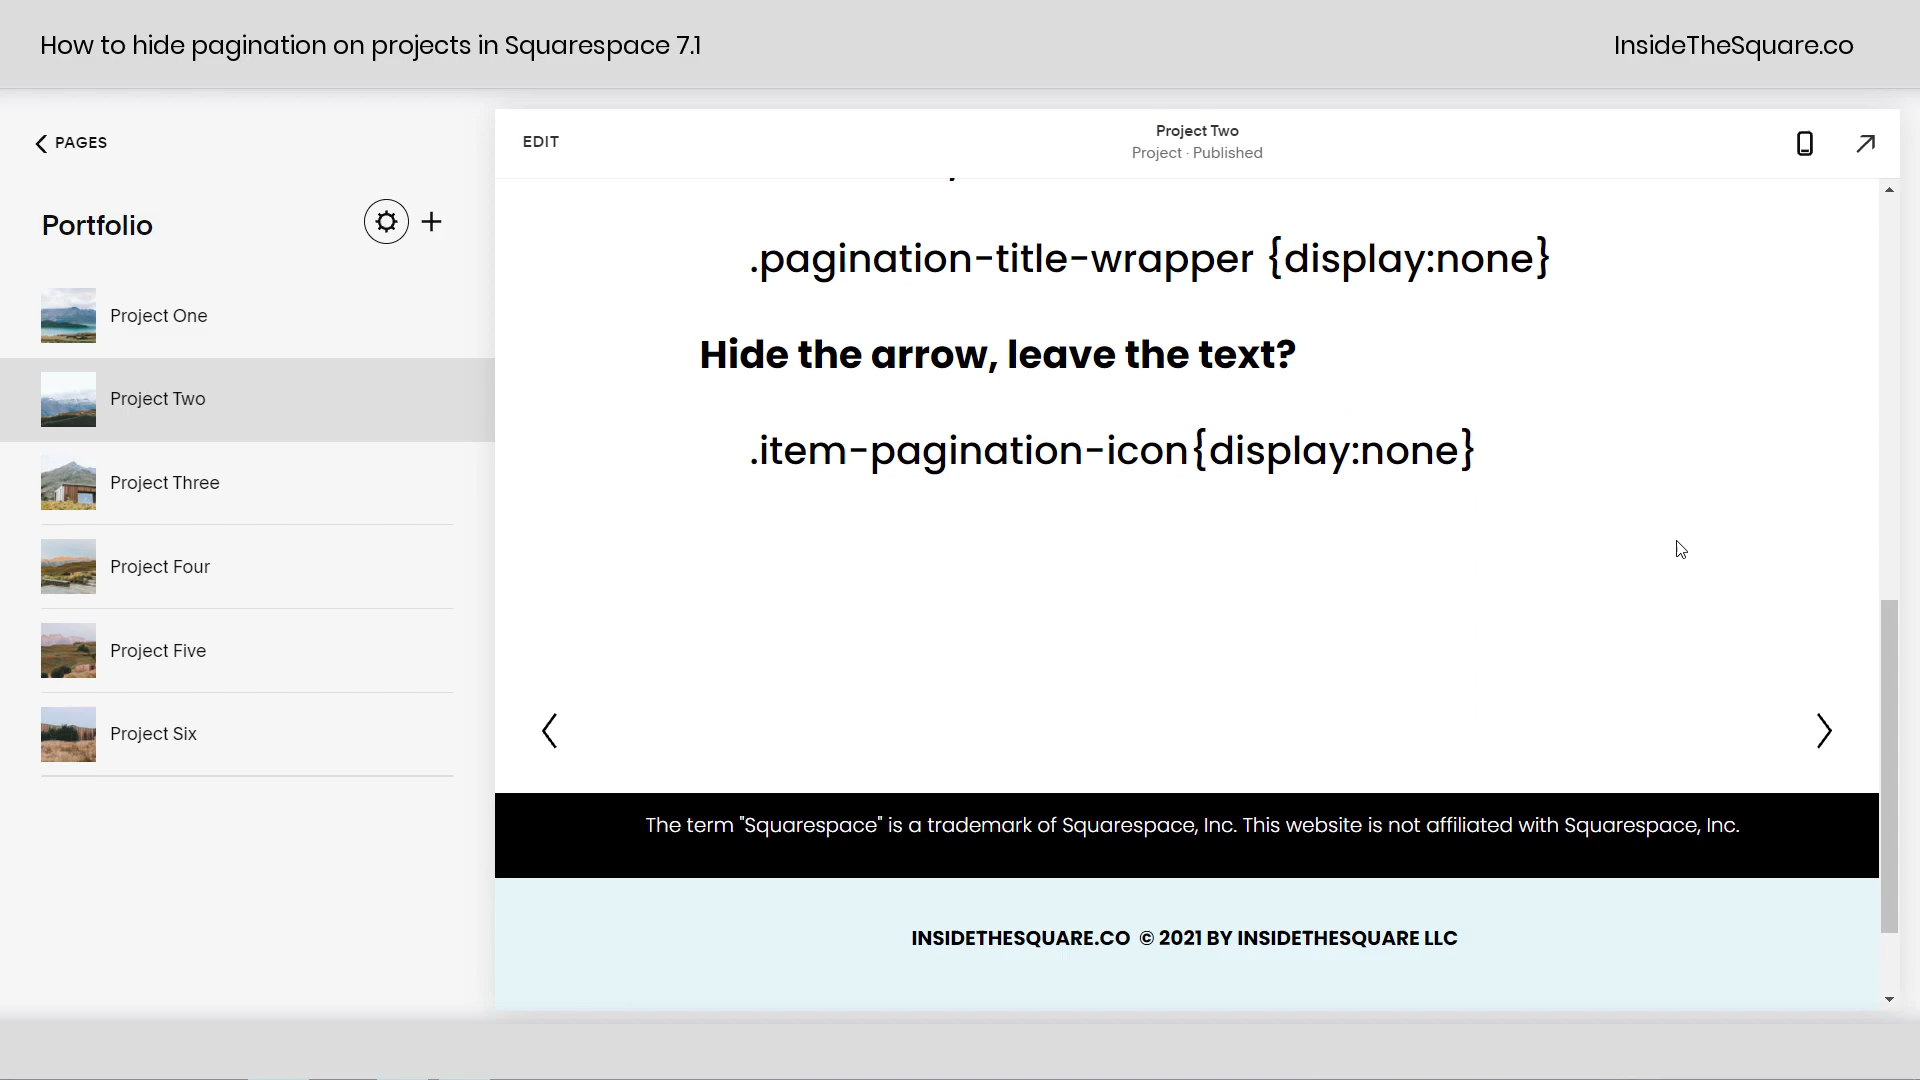 How to hide pagination on projects in Squarespace 7.1
InsideTheSquare.co
PAGES
Portfolio
Project One
Project Two
Project Three
Project Four
Project Five
Project Six
EDIT
Project Two
Project · Published
.pagination-title-wrapper {display:none}
Hide the arrow, leave the text?
.item-pagination-icon{display:none}
The term "Squarespace" is a trademark of Squarespace, Inc. This website is not affiliated with Squarespace, Inc.
INSIDETHESQUARE.CO © 2021 BY INSIDETHESQUARE LLC